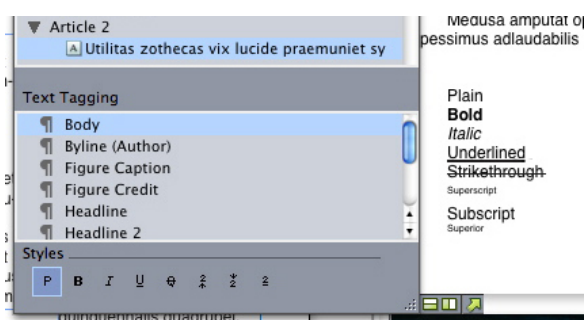 Article 2
Utilitas zothecas vix lucide praemuniet sy
Text Tagging
Body
Byline (Author)
Figure Caption
Figure Credit
Headline
Headline 2
Styles
P B I U
Medusa amputat op
pessimus adlaudabilis
Plain
Bold
Italic
Underlined
Strikethrough
Superscript
Subscript
Superior